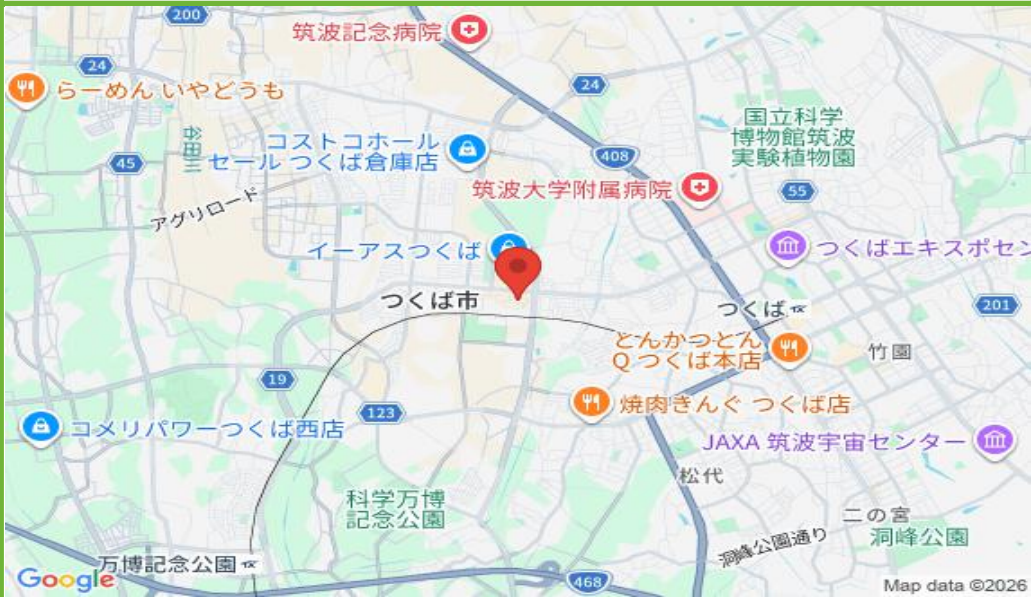 200
筑波記念病院
24
らーめん いやどうも
24
国立科学
博物館筑波
実験植物園
谷田川
コストコホール
セール つくば倉庫店
45
408
筑波大学附属病院
55
アグリロード
イーアスつくば
つくばエキスポセン
つくば市
つくば
201
とんかつとん
Q つくば本店
竹園
19
123
焼肉きんぐ つくば店
コメリパワーつくば西店
JAXA 筑波宇宙センター
松代
科学万博
記念公園
二の宮
洞峰公園
洞峰公園通り
万博記念公園
Google
468
Map data ©2026